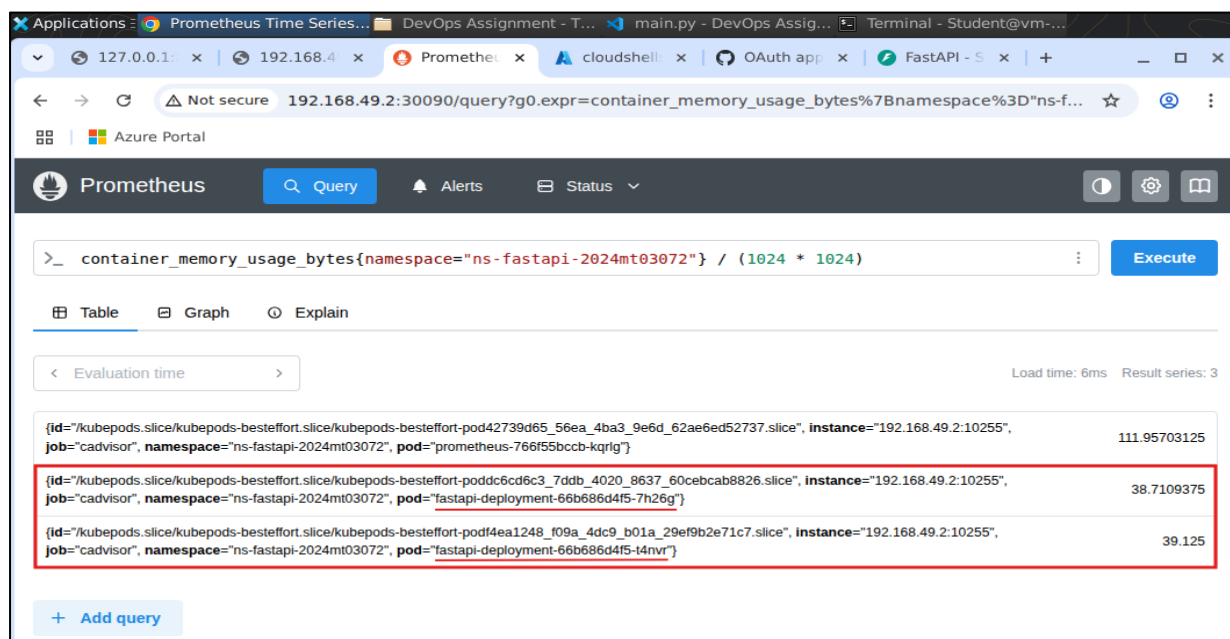 Applications
Prometheus Time Series...
DevOps Assignment - T...
main.py - DevOps Assig...
Terminal - Student@vm-...
127.0.0.1:
192.168.4
Prometheu
cloudshell
OAuth app
FastAPI - S
Not secure 192.168.49.2:30090/query?g0.expr=container_memory_usage_bytes%7Bnamespace%3D"ns-f...
Azure Portal
Prometheus
Query
Alerts
Status
>_ container_memory_usage_bytes{namespace="ns-fastapi-2024mt03072"} / (1024 * 1024)
Execute
Table
Graph
Explain
Evaluation time
Load time: 6ms Result series: 3
{id="/kubepods.slice/kubepods-besteffort.slice/kubepods-besteffort-pod42739d65_56ea_4ba3_9e6d_62ae6ed52737.slice", instance="192.168.49.2:10255",
job="cadvisor", namespace="ns-fastapi-2024mt03072", pod="prometheus-766f55bccb-kqrlg"}
111.95703125
{id="/kubepods.slice/kubepods-besteffort.slice/kubepods-besteffort-poddc6cd6c3_7ddb_4020_8637_60cebcab8826.slice", instance="192.168.49.2:10255",
job="cadvisor", namespace="ns-fastapi-2024mt03072", pod="fastapi-deployment-66b686d4f5-7h26g"}
38.7109375
{id="/kubepods.slice/kubepods-besteffort.slice/kubepods-besteffort-podf4ea1248_f09a_4dc9_b01a_29ef9b2e71c7.slice", instance="192.168.49.2:10255",
job="cadvisor", namespace="ns-fastapi-2024mt03072", pod="fastapi-deployment-66b686d4f5-t4nvr"}
39.125
+ Add query